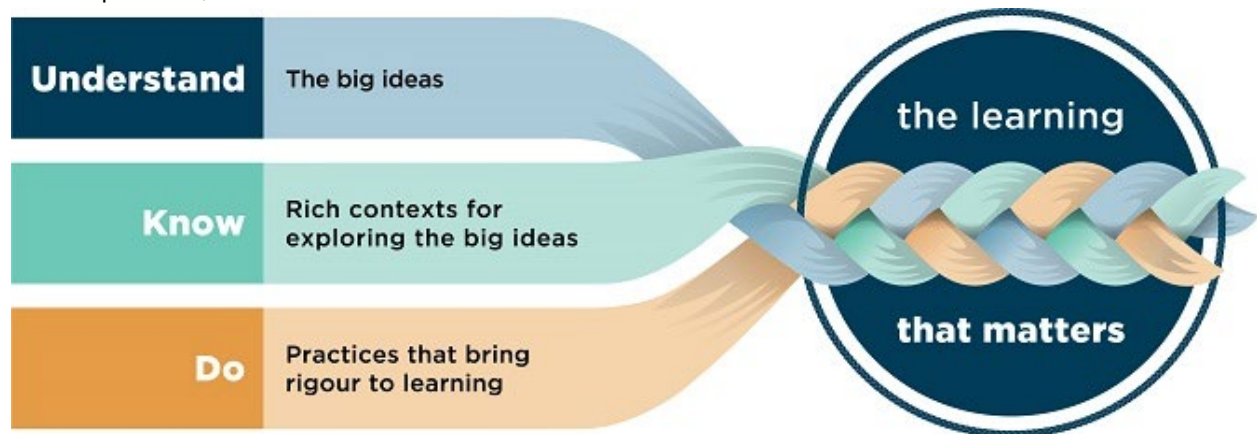 Understand
The big ideas
Know
Rich contexts for
exploring the big ideas
Do
Practices that bring
rigour to learning
the learning
that matters